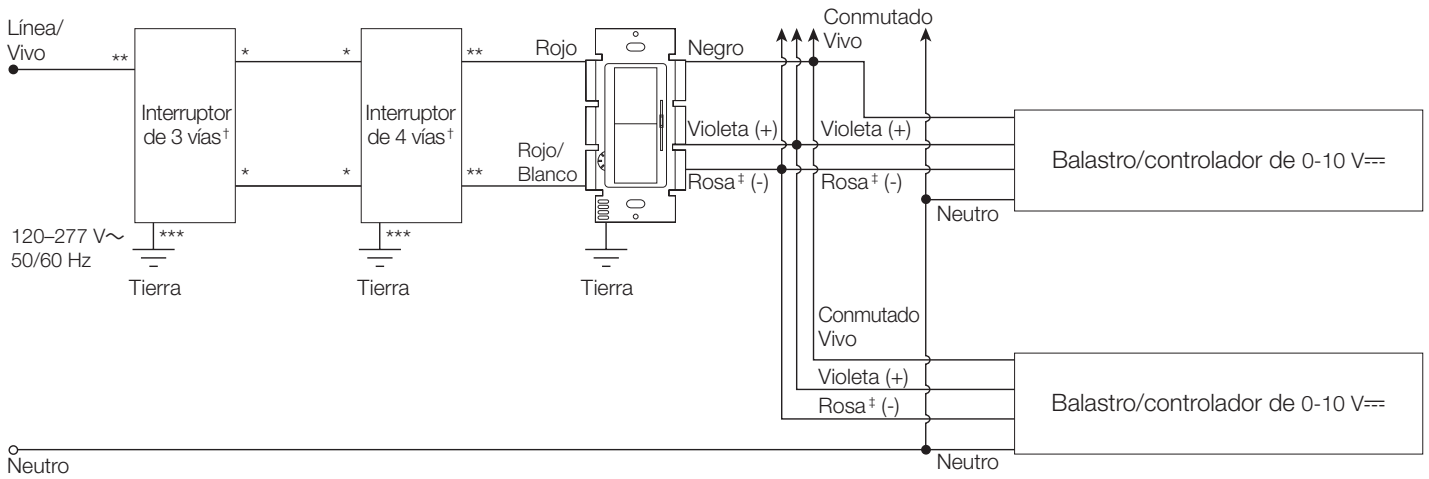 Línea/
Vivo
**
Interruptor
de 3 vías†
*
*
***
120–277 V~
50/60 Hz
Tierra
*
*
Interruptor
de 4 vías†
**
**
***
Tierra
Rojo
Rojo/
Blanco
Tierra
Negro
Violeta (+)
Rosa‡ (-)
Conmutado
Vivo
Violeta (+)
Rosa‡ (-)
Neutro
Balastro/controlador de 0-10 V⎓
Conmutado
Vivo
Violeta (+)
Rosa‡ (-)
Neutro
Balastro/controlador de 0-10 V⎓
Neutro